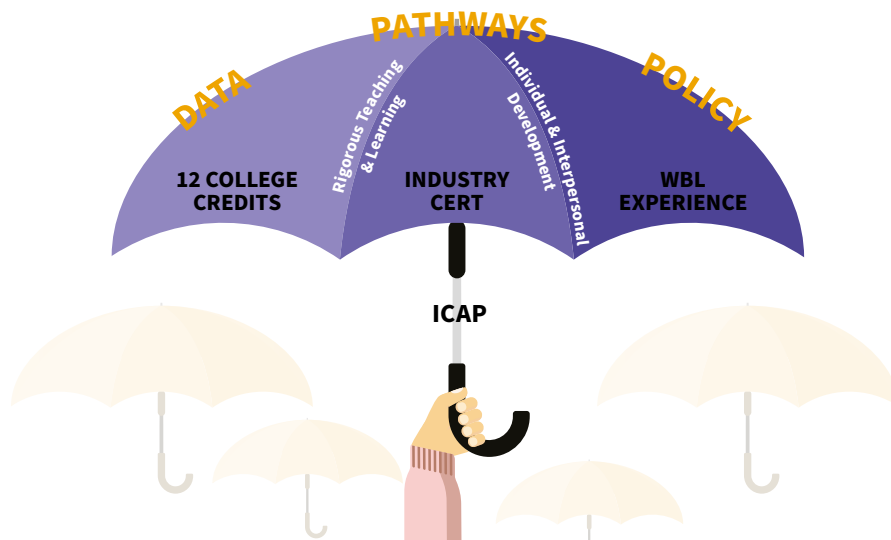 PATHWAYS
DATA
POLICY
Rigorous Teaching
& Learning
Individual & Interpersonal
Development
12 COLLEGE
CREDITS
INDUSTRY
CERT
WBL
EXPERIENCE
ICAP